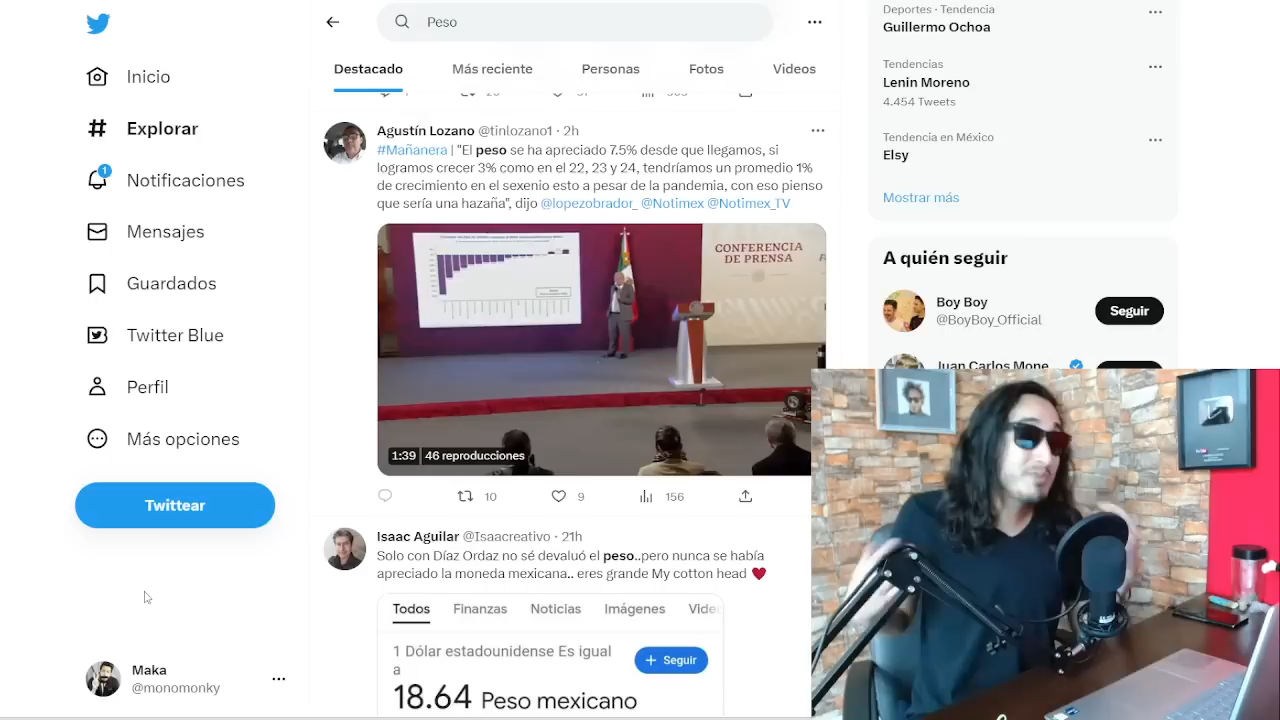 Inicio
Explorar
1
Notificaciones
Mensajes
Guardados
Twitter Blue
Perfil
Más opciones
Twittear
Maka
@monomonky
Peso
Destacado
Más reciente
Personas
Fotos
Videos
Agustín Lozano @tinlozano1 · 2h
#Mañanera | "El peso se ha apreciado 7.5% desde que llegamos, si
logramos crecer 3% como en el 22, 23 y 24, tendríamos un promedio 1%
de crecimiento en el sexenio esto a pesar de la pandemia, con eso pienso
que sería una hazaña", dijo @lopezobrador_ @Notimex @Notimex_TV
CONFERENCIA
DE PRENSA
1:39 46 reproducciones
10
9
156
Isaac Aguilar @Isaacreativo · 21h
Solo con Díaz Ordaz no sé devaluó el peso..pero nunca se había
apreciado la moneda mexicana.. eres grande My cotton head
Todos
Finanzas
Noticias
Imágenes
1 Dólar estadounidense Es igual
a
+ Seguir
18.64 Peso mexicano
Deportes · Tendencia
Guillermo Ochoa
Tendencias
Lenin Moreno
4.454 Tweets
Tendencia en México
Elsy
Mostrar más
A quién seguir
Boy Boy
@BoyBoy_Official
Seguir
Juan Carlos Mone